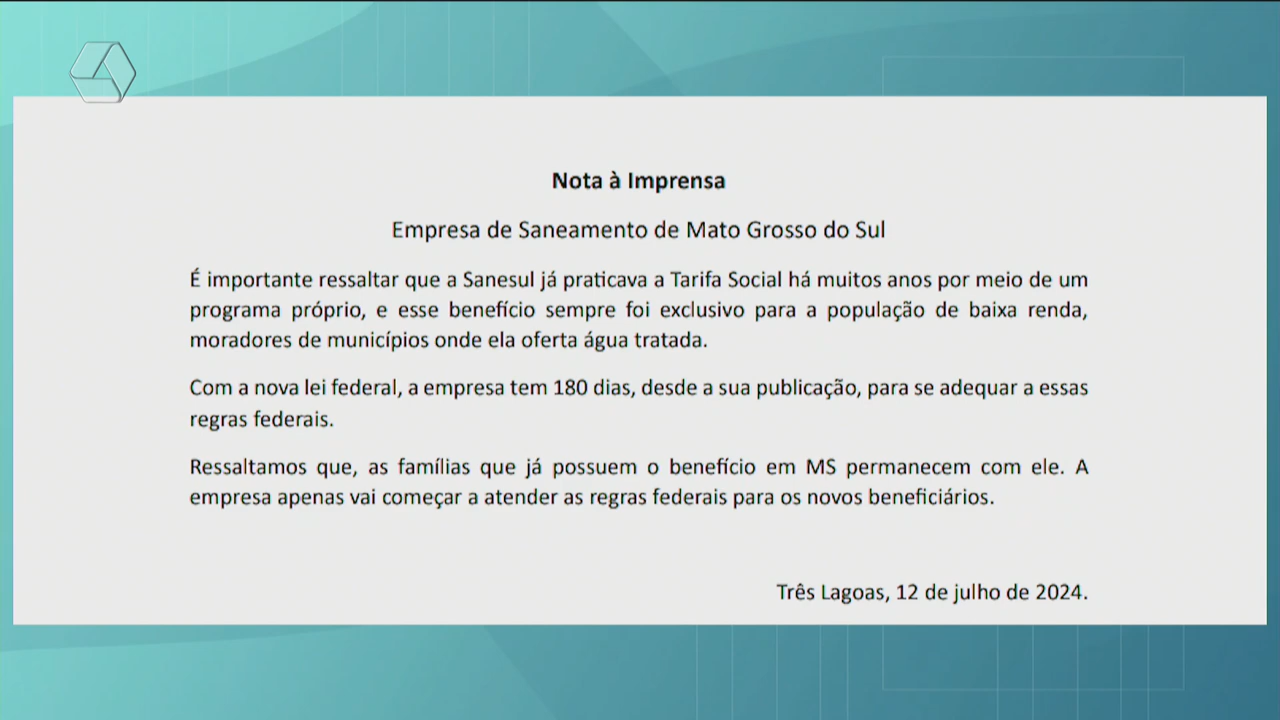 Nota à Imprensa
Empresa de Saneamento de Mato Grosso do Sul
É importante ressaltar que a Sanesul já praticava a Tarifa Social há muitos anos por meio de um
programa próprio, e esse benefício sempre foi exclusivo para a população de baixa renda,
moradores de municípios onde ela oferta água tratada.
Com a nova lei federal, a empresa tem 180 dias, desde a sua publicação, para se adequar a essas
regras federais.
Ressaltamos que, as famílias que já possuem o benefício em MS permanecem com ele. A
empresa apenas vai começar a atender as regras federais para os novos beneficiários.
Três Lagoas, 12 de julho de 2024.